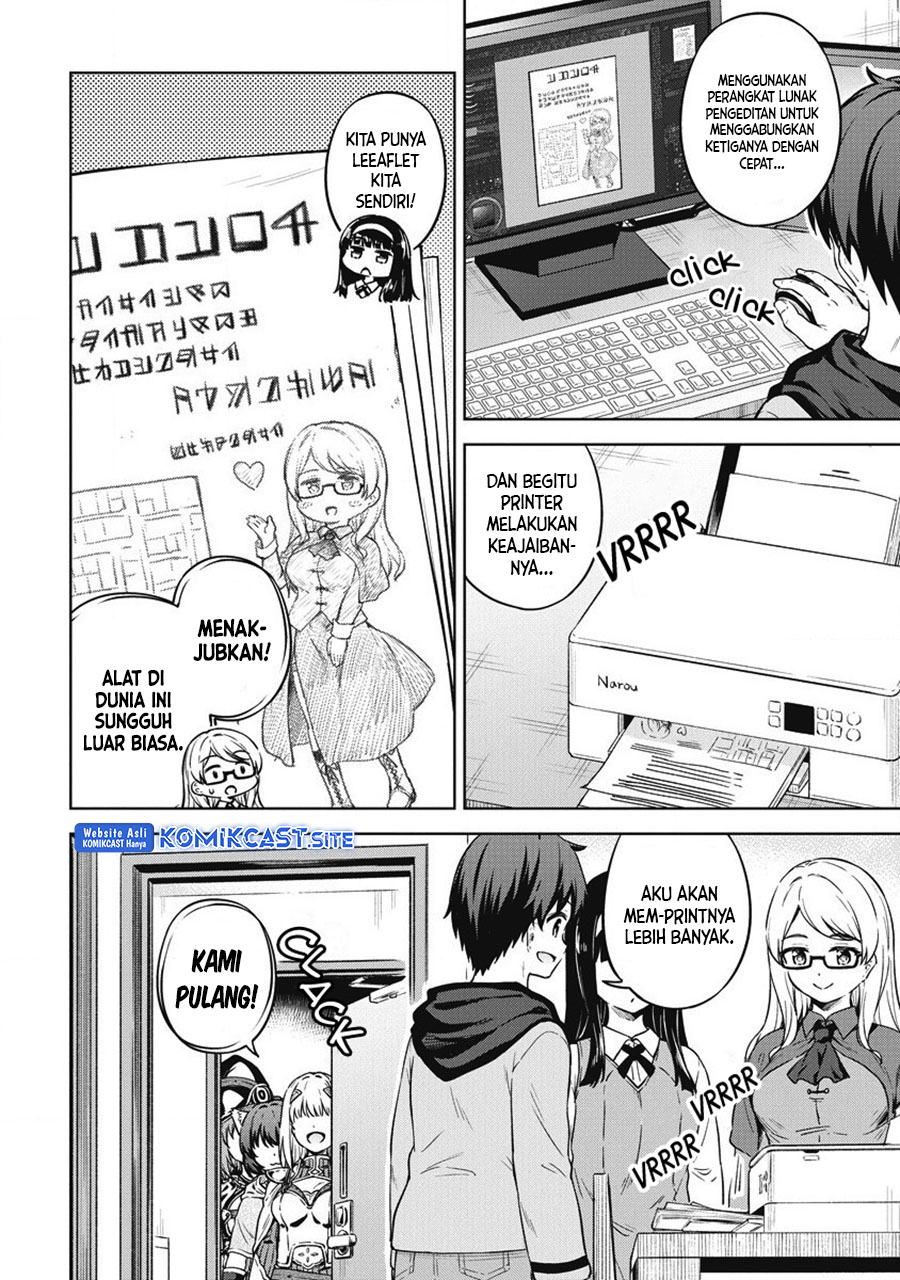 MENGGUNAKAN
PERANGKAT LUNAK
PENGEDITAN UNTUK
MENGGABUNGKAN
KETIGANYA DENGAN
CEPAT...
CLICK
CLICK
DAN BEGITU
PRINTER
MELAKUKAN
KEAJAIBAN-
NYA...
VRRRR
Narou
KITA PUNYA
LEEAFLET
KITA
SENDIRI!
MENAK-
JUBKAN!
ALAT DI
DUNIA INI
SUNGGUH
LUAR BIASA.
Website Asli
KOMIKCAST Hanya
KOMIKCAST.SITE
AKU AKAN
MEM-PRINTNYA
LEBIH BANYAK.
VRRRR
VRRRR
CLACK
KAMI
PULANG!